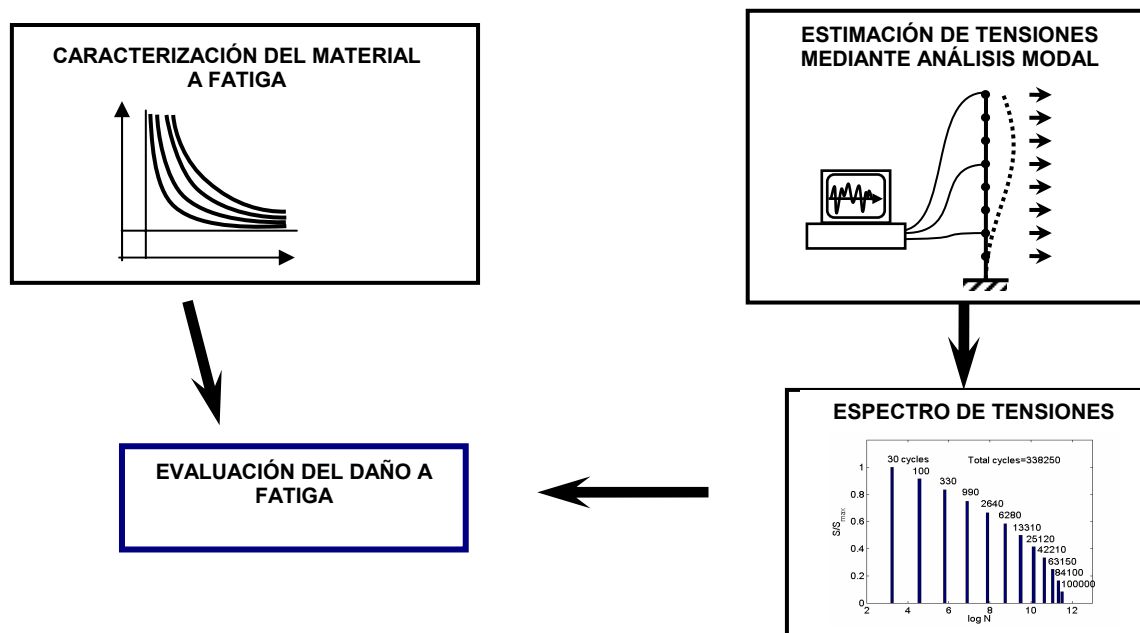 CARACTERIZACIÓN DEL MATERIAL
A FATIGA
ESTIMACIÓN DE TENSIONES
MEDIANTE ANÁLISIS MODAL
ESPECTRO DE TENSIONES
30 cycles
Total cycles=338250
100
330
990
2640
6280
13310
25120
42210
63150
84100
100000
1
0.8
0.6
0.4
0.2
0
S/Smax
2 4 6 8 10 12
log N
EVALUACIÓN DEL DAÑO A
FATIGA